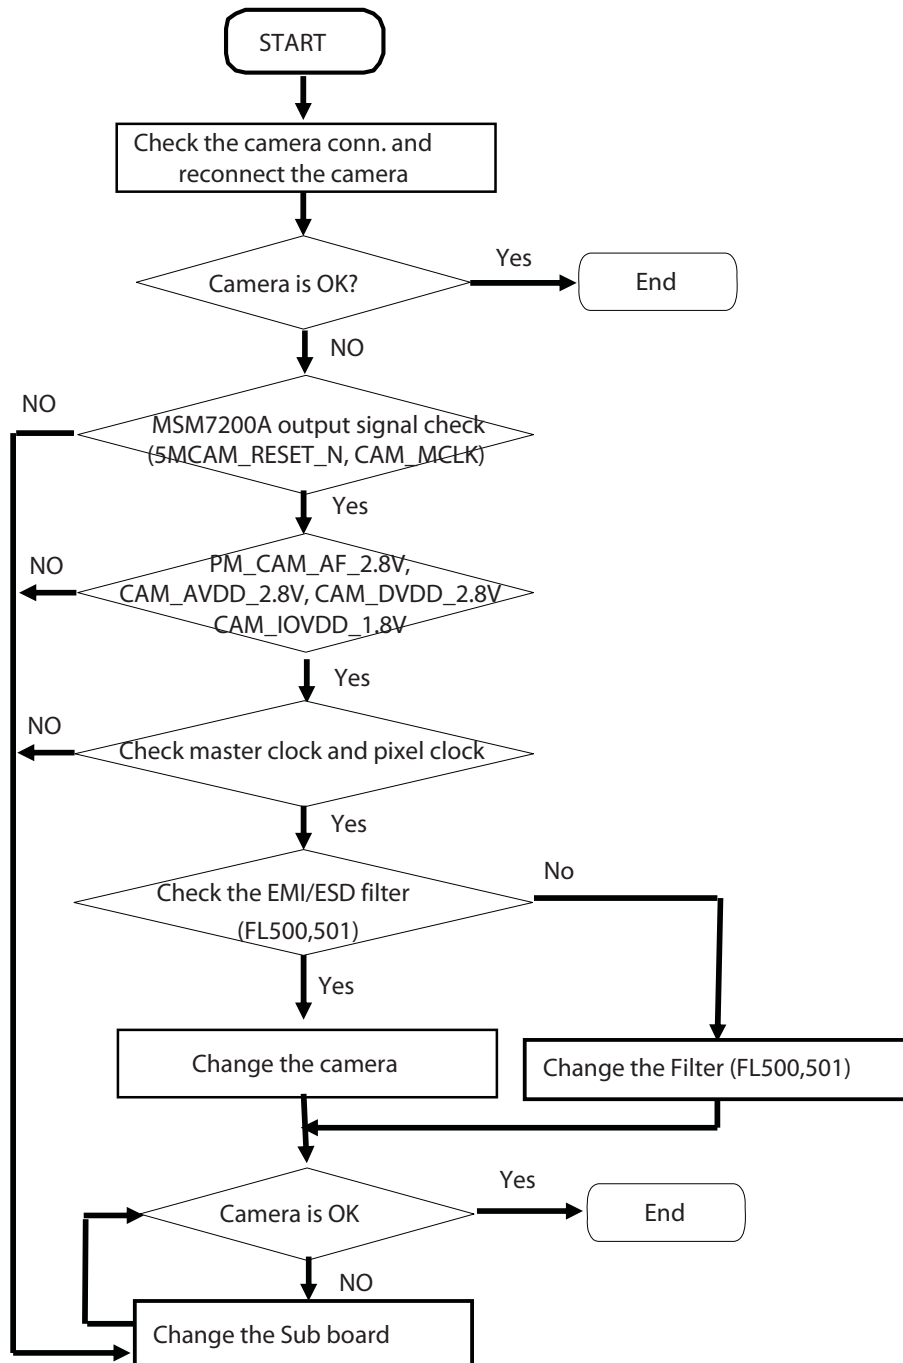 START
Check the camera conn. and
reconnect the camera
Yes
Camera is OK?
End
NO
NO
MSM7200A output signal check
(5MCAM_RESET_N, CAM_MCLK)
Yes
NO
PM_CAM_AF_2.8V,
CAM_AVDD_2.8V, CAM_DVDD_2.8V
CAM_IOVDD_1.8V
Yes
NO
Check master clock and pixel clock
Yes
No
Check the EMI/ESD filter
(FL500,501)
Yes
Change the camera
Change the Filter (FL500,501)
Yes
Camera is OK
End
NO
Change the Sub board